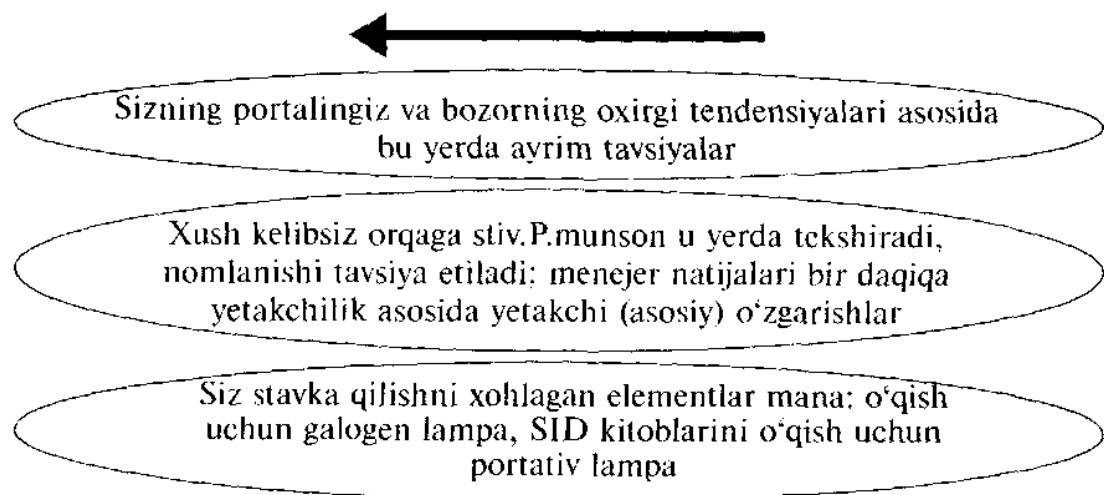 Sizning portalingiz va bozorning oxirgi tendensiyalari asosida
bu yerda ayrim tavsiyalar
Xush kelibsiz orqaga stiv.P.munson u yerda tekshiradi,
nomlanishi tavsiya etiladi: menejer natijalari bir daqiqa
yetakchilik asosida yetakchi (asosiy) o‘zgarishlar
Siz stavka qilishni xohlagan elementlar mana: o‘qish
uchun galogen lampa, SID kitoblarini o‘qish uchun
portativ lampa